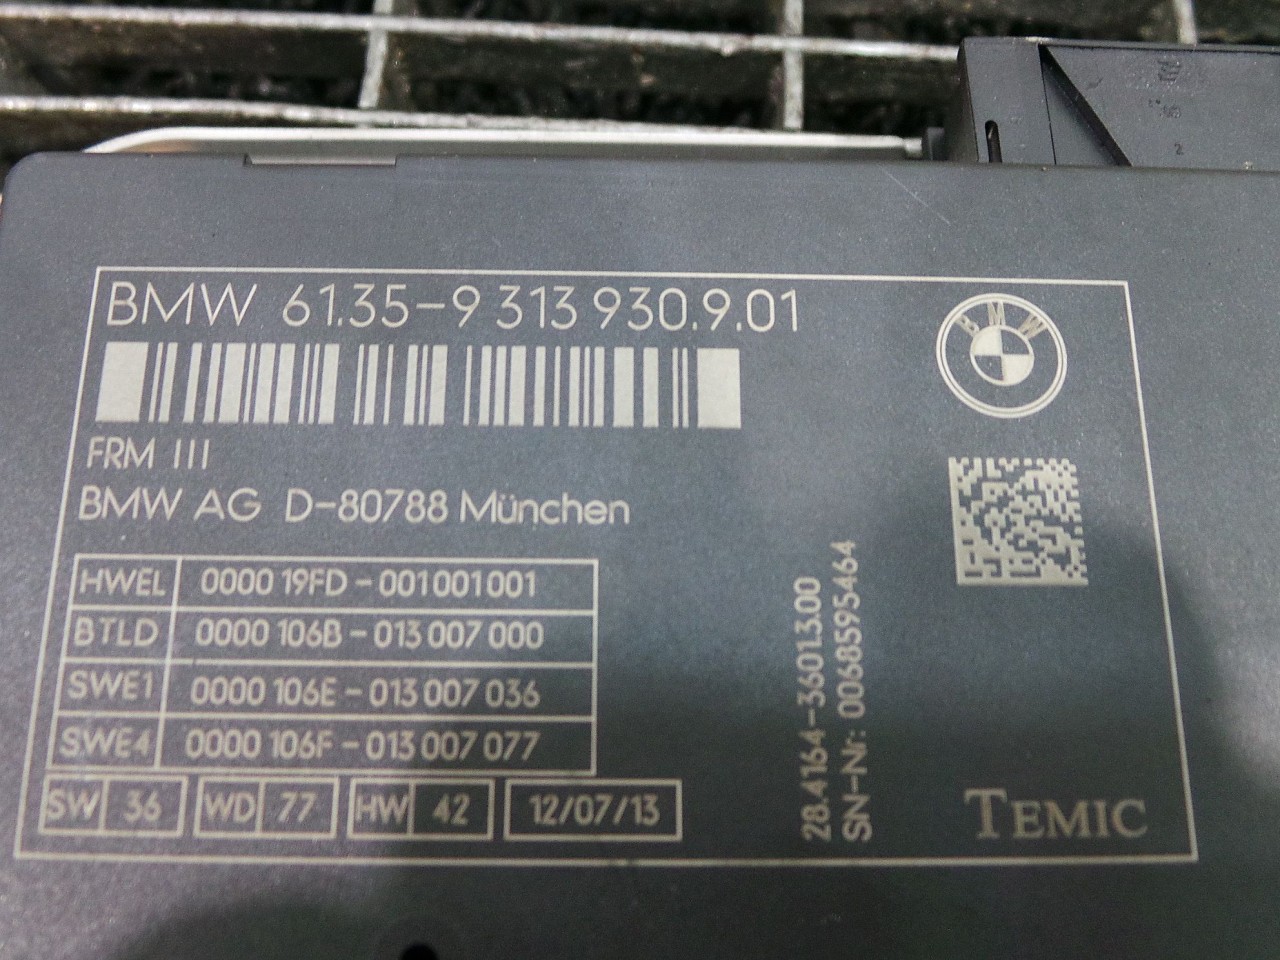 BMW 61.35-9 313 930.9.01
BMW
FRM III
BMW AG D-80788 München
HWEL 0000 19FD-001001001
BTLD 0000 106B-013 007 000
SWE1 0000 106E-013 007 036
SWE4 0000 106F-013 007 077
SW 36 WD 77 HW 42 12/07/13
28.4164-3601.3.00
SN-Nr: 0068595464
TEMIC
2